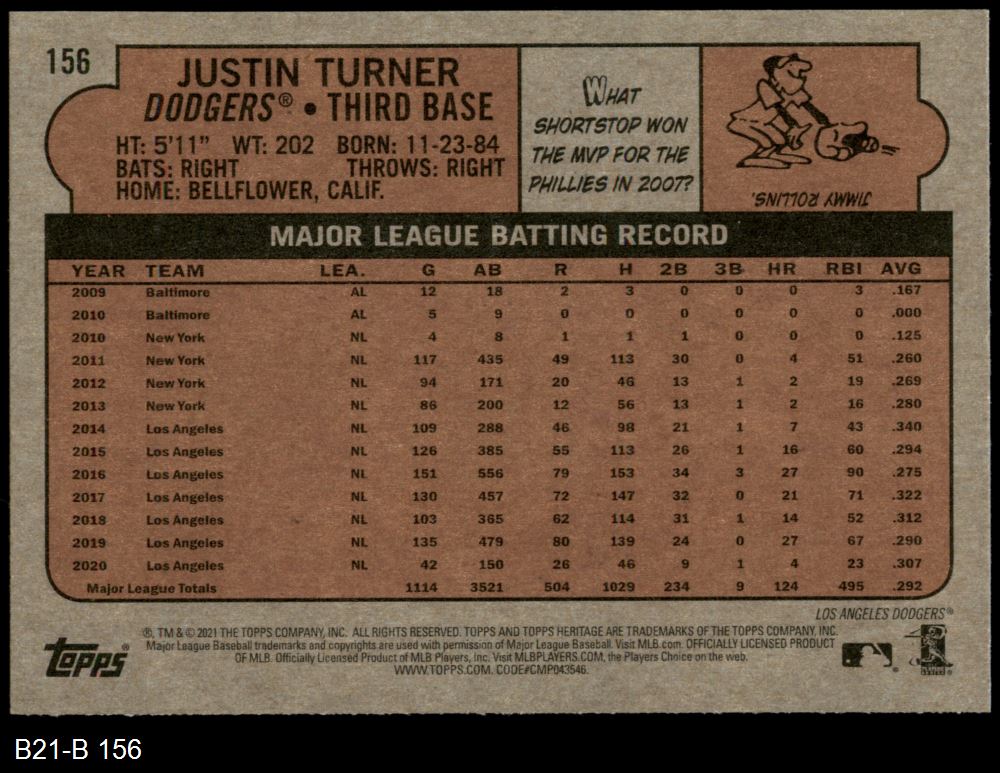 156
JUSTIN TURNER
DODGERS® • THIRD BASE
HT: 5'11" WT: 202 BORN: 11-23-84
BATS: RIGHT THROWS: RIGHT
HOME: BELLFLOWER, CALIF.
WHAT
SHORTSTOP WON
THE MVP FOR THE
PHILLIES IN 2007?
JIMMY ROLLINS.
MAJOR LEAGUE BATTING RECORD
YEAR TEAM LEA. G AB R H 2B 3B HR RBI AVG
2009 Baltimore AL 12 18 2 3 0 0 0 3 .167
2010 Baltimore AL 5 9 0 0 0 0 0 0 .000
2010 New York NL 4 8 1 1 1 0 0 0 .125
2011 New York NL 117 435 49 113 30 0 4 51 .260
2012 New York NL 94 171 20 46 13 1 2 19 .269
2013 New York NL 86 200 12 56 13 1 2 16 .280
2014 Los Angeles NL 109 288 46 98 21 1 7 43 .340
2015 Los Angeles NL 126 385 55 113 26 1 16 60 .294
2016 Los Angeles NL 151 556 79 153 34 3 27 90 .275
2017 Los Angeles NL 130 457 72 147 32 0 21 71 .322
2018 Los Angeles NL 103 365 62 114 31 1 14 52 .312
2019 Los Angeles NL 135 479 80 139 24 0 27 67 .290
2020 Los Angeles NL 42 150 26 46 9 1 4 23 .307
Major League Totals 1114 3521 504 1029 234 9 124 495 .292
LOS ANGELES DODGERS®
®, TM & © 2021 THE TOPPS COMPANY, INC. ALL RIGHTS RESERVED. TOPPS AND TOPPS HERITAGE ARE TRADEMARKS OF THE TOPPS COMPANY, INC.
Major League Baseball trademarks and copyrights are used with permission of Major League Baseball. Visit MLB.com. OFFICIALLY LICENSED PRODUCT
OF MLB. Officially Licensed Product of MLB Players, Inc. Visit MLBPLAYERS.COM, the Players Choice on the web.
WWW.TOPPS.COM. CODE#CMP043546.
topps®
B21-B 156